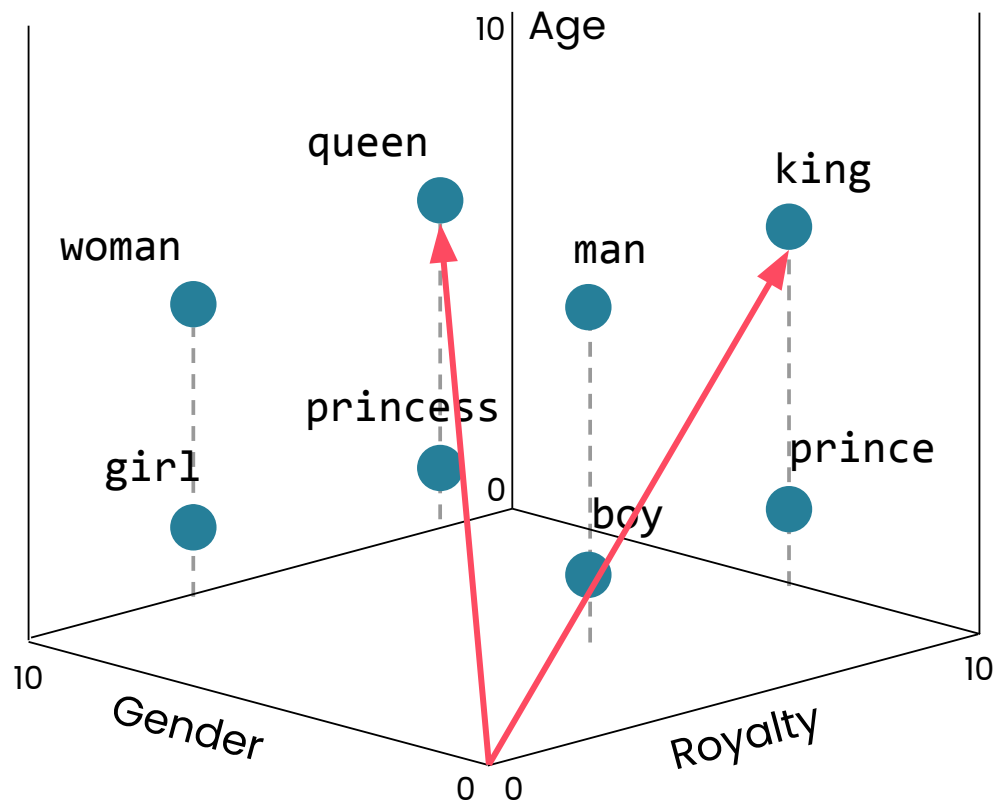 10 Age
queen
king
woman
man
princess
prince
girl
0
boy
10
10
Gender
Royalty
0 0